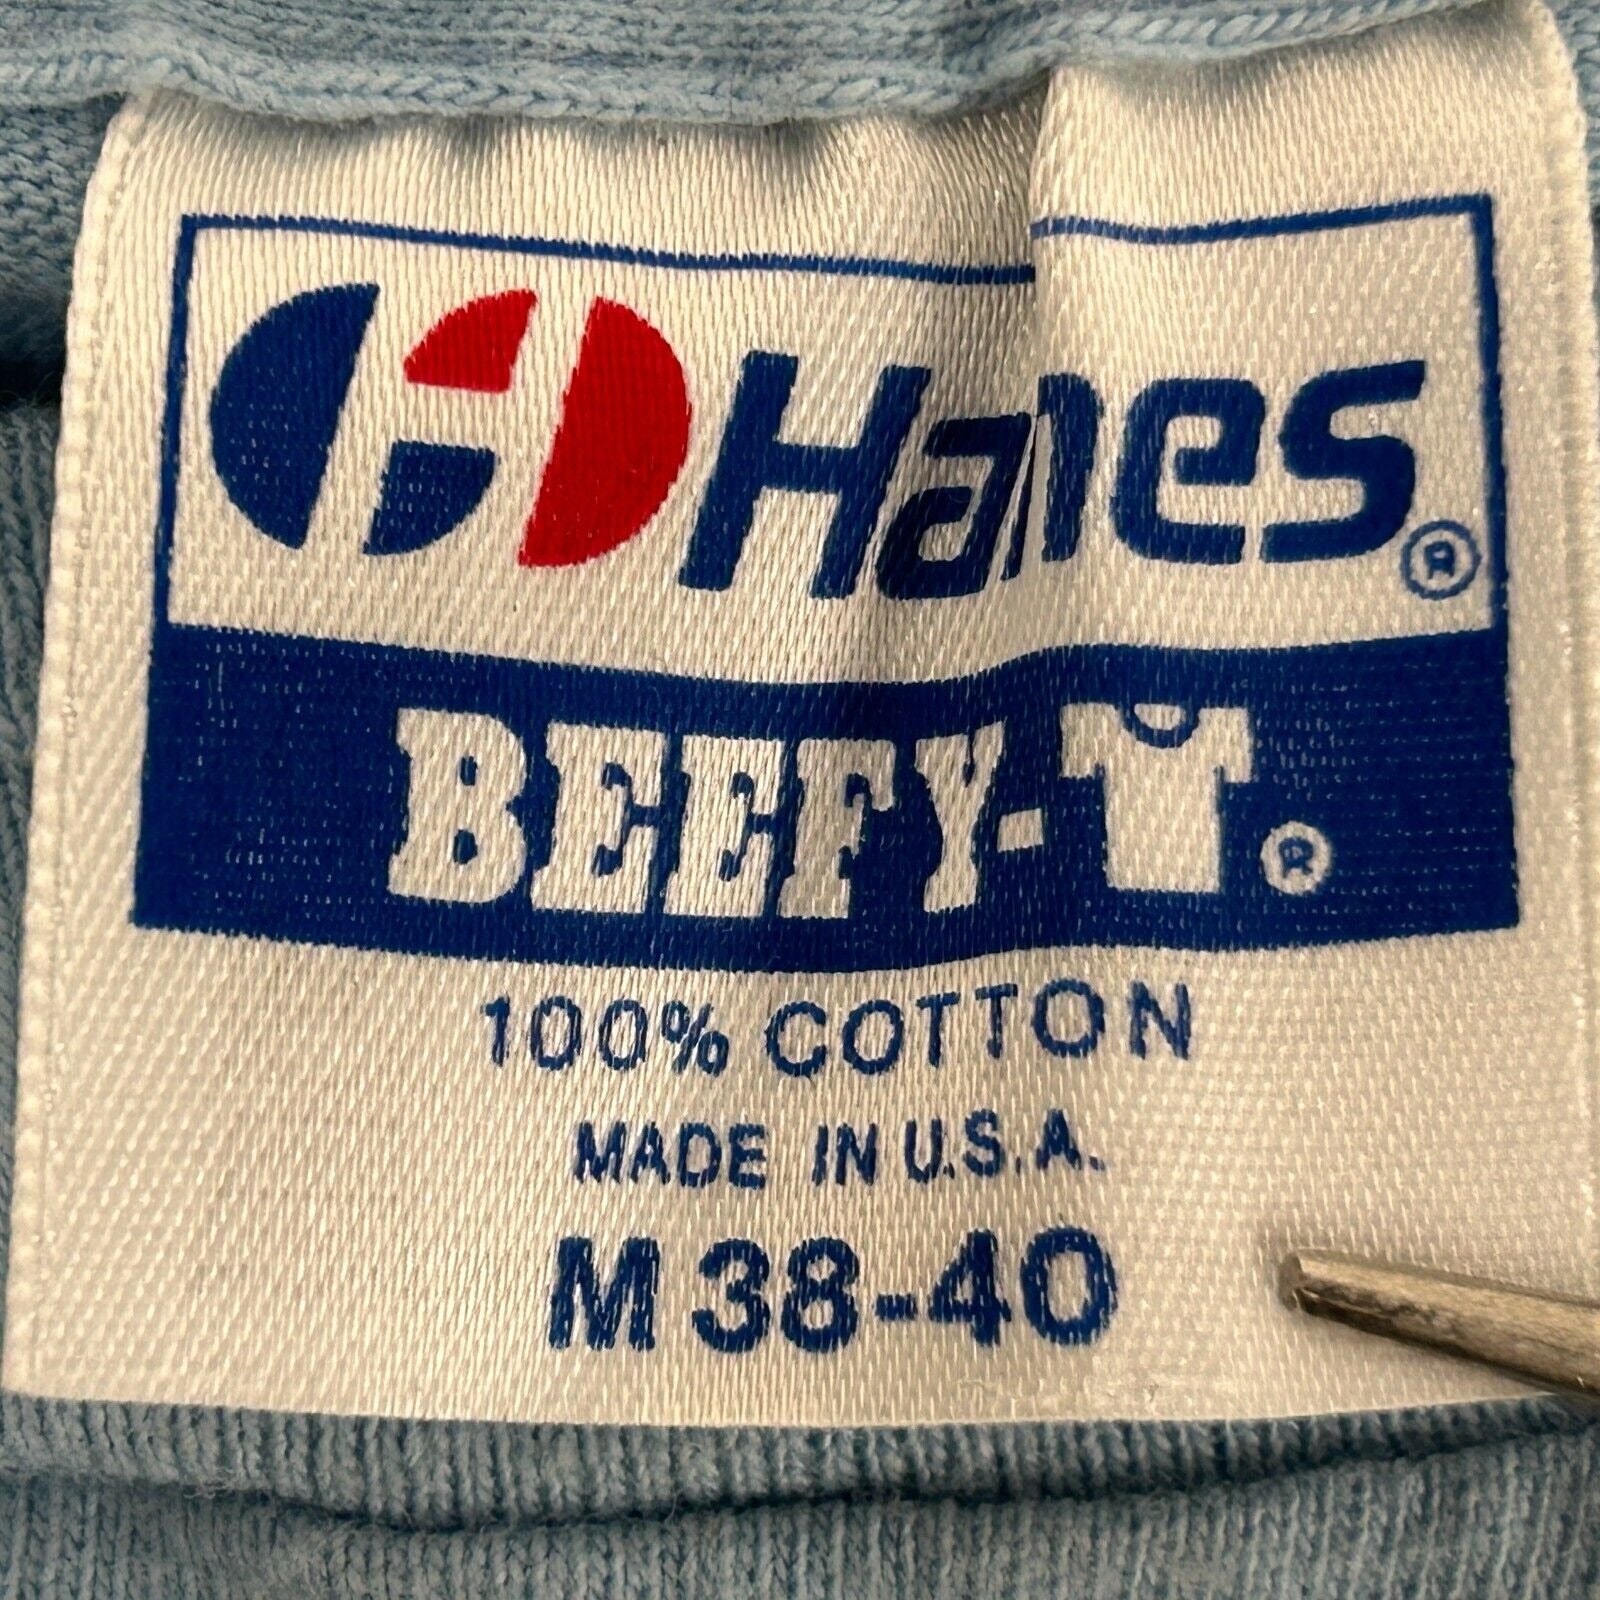 Hanes®
BEEFY-T®
100% COTTON
MADE IN U.S.A.
M 38-40